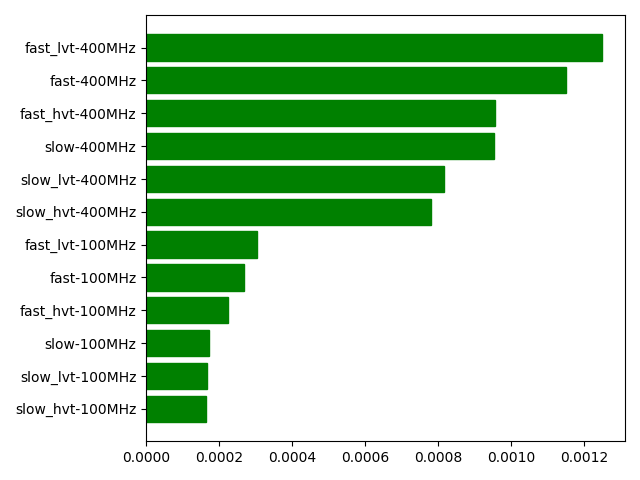 fast_lvt-400MHz
fast-400MHz
fast_hvt-400MHz
slow-400MHz
slow_lvt-400MHz
slow_hvt-400MHz
fast_lvt-100MHz
fast-100MHz
fast_hvt-100MHz
slow-100MHz
slow_lvt-100MHz
slow_hvt-100MHz
0.0000 0.0002 0.0004 0.0006 0.0008 0.0010 0.0012